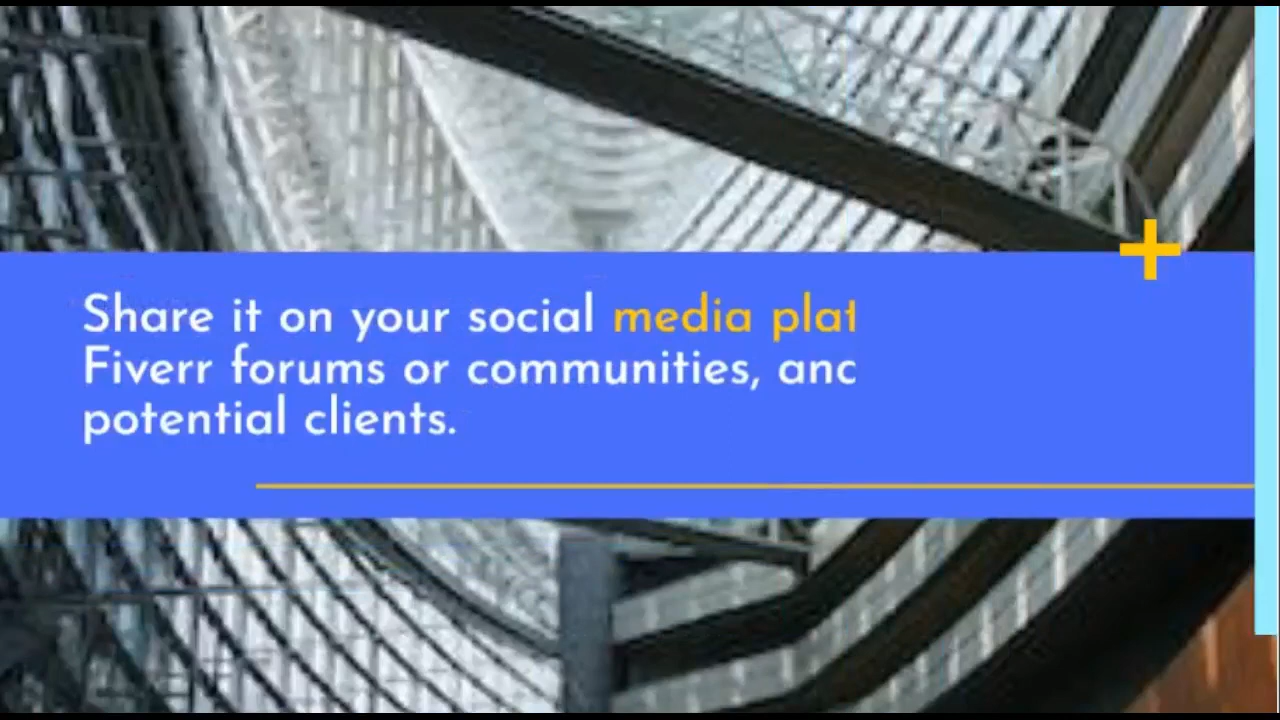 Share it on your social media plat
Fiverr forums or communities, anc
potential clients.